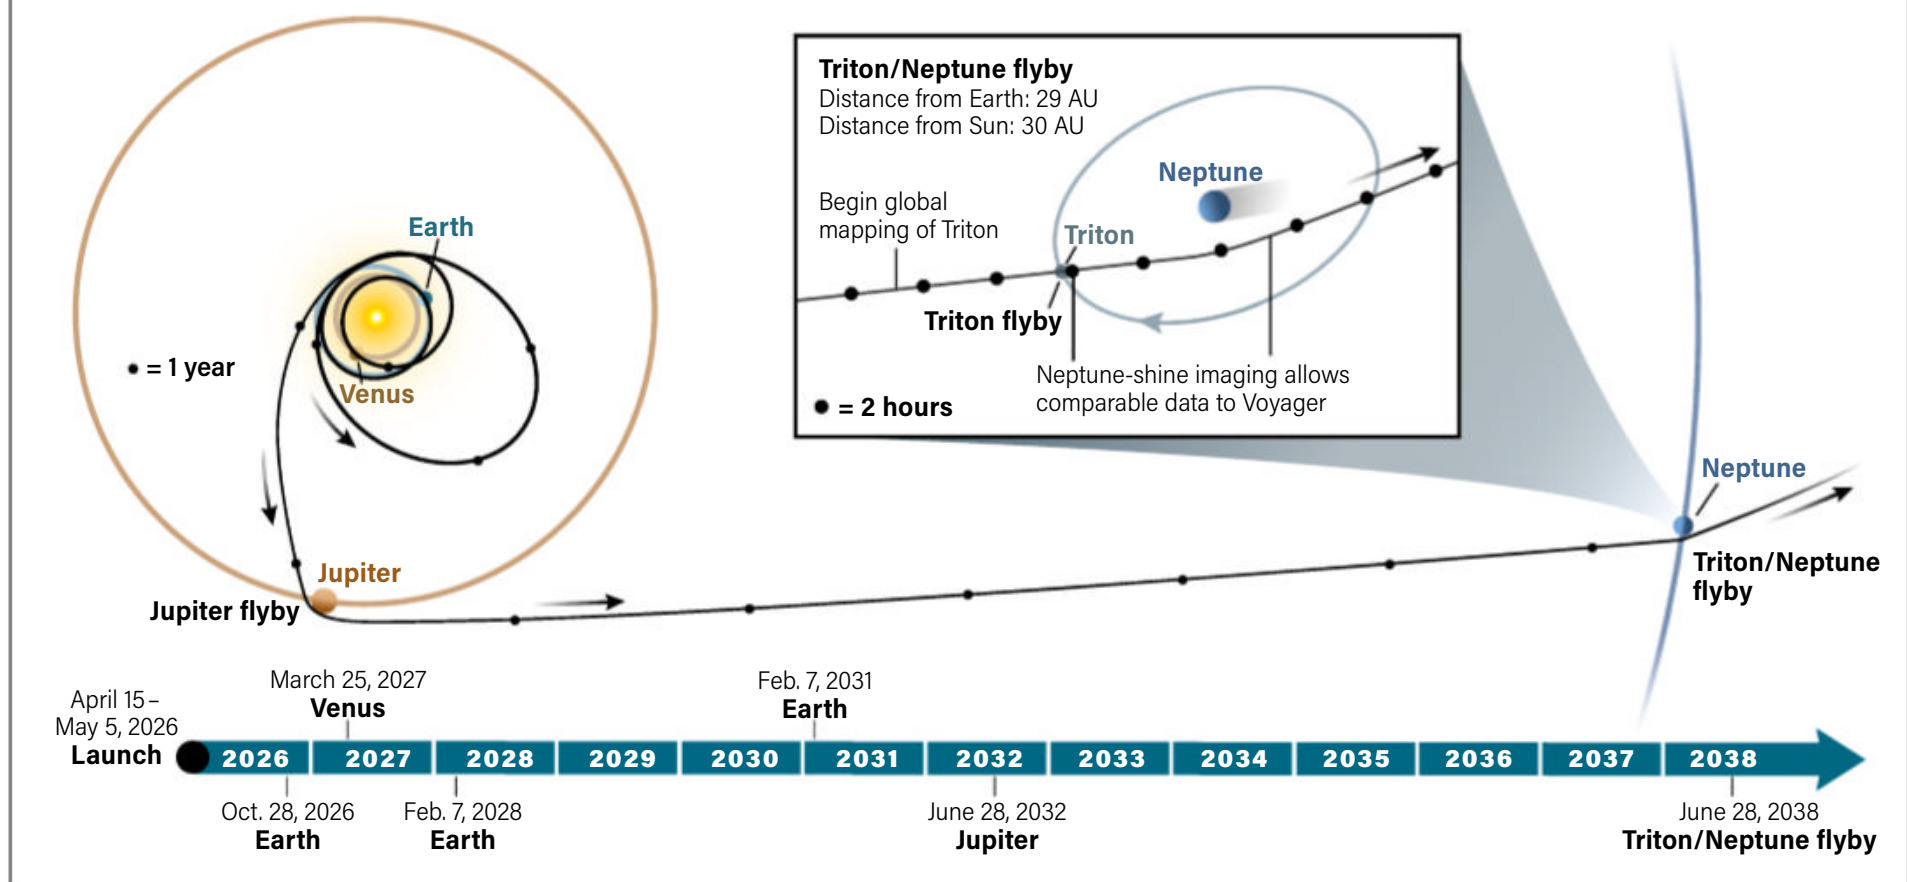 Triton/Neptune flyby
Distance from Earth: 29 AU
Distance from Sun: 30 AU
Neptune
Begin global
mapping of Triton
Triton
Triton flyby
Neptune-shine imaging allows
comparable data to Voyager
= 2 hours
Earth
= 1 year
Venus
Jupiter
Jupiter flyby
Neptune
Triton/Neptune
flyby
April 15 –
May 5, 2026
Launch
March 25, 2027
Venus
Feb. 7, 2031
Earth
2026 2027 2028 2029 2030 2031 2032 2033 2034 2035 2036 2037 2038
Oct. 28, 2026
Earth
Feb. 7, 2028
Earth
June 28, 2032
Jupiter
June 28, 2038
Triton/Neptune flyby